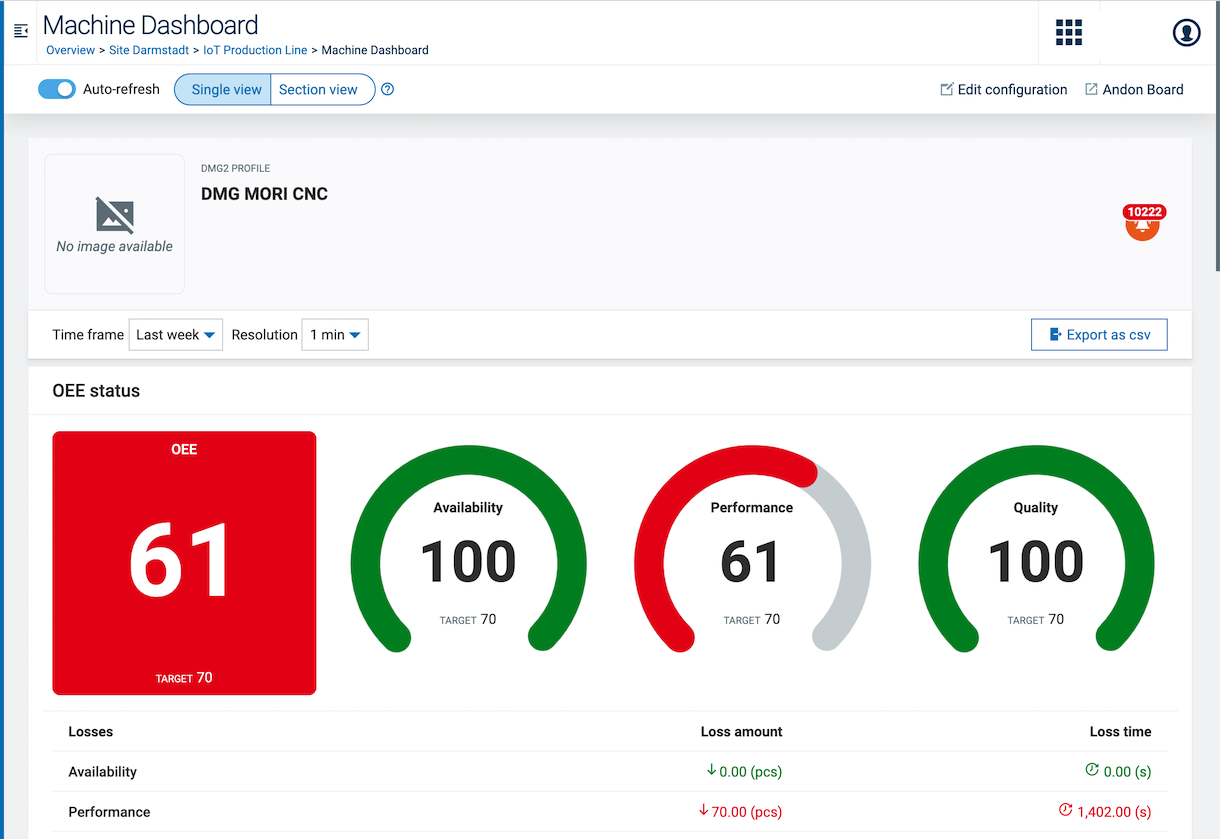 Machine Dashboard
Overview > Site Darmstadt > IoT Production Line > Machine Dashboard
Auto-refresh Single view Section view ? Edit configuration Andon Board
DMG2 PROFILE
DMG MORI CNC
10222
No image available
Time frame Last week Resolution 1 min Export as csv
OEE status
OEE
61
TARGET 70
Availability
100
TARGET 70
Performance
61
TARGET 70
Quality
100
TARGET 70
Losses Loss amount Loss time
Availability ↓ 0.00 (pcs) 0.00 (s)
Performance ↓ 70.00 (pcs) 1,402.00 (s)